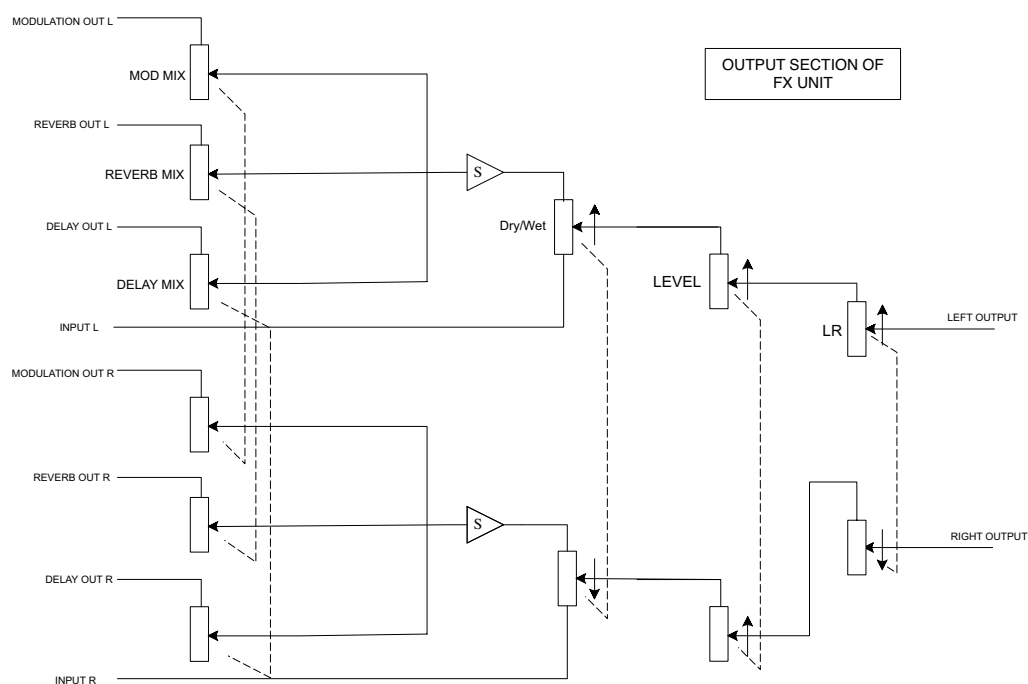 MODULATION OUT L
MOD MIX
OUTPUT SECTION OF
FX UNIT
REVERB OUT L
REVERB MIX
S
DELAY OUT L
Dry/Wet
DELAY MIX
LEVEL
INPUT L
LR
LEFT OUTPUT
MODULATION OUT R
REVERB OUT R
S
RIGHT OUTPUT
DELAY OUT R
INPUT R